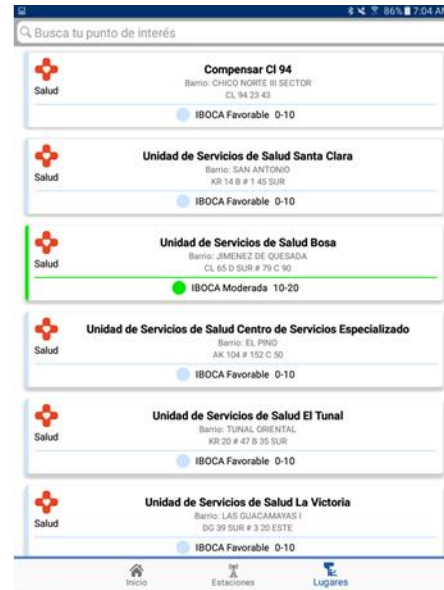 86% 7:04 AM
Busca tu punto de interés
Compensar Cl 94
Barrio: CHICO NORTE III SECTOR
Salud
CL 94 23 43
IBOCA Favorable 0-10
Unidad de Servicios de Salud Santa Clara
Barrio: SAN ANTONIO
Salud
KR 14 B # 1 45 SUR
IBOCA Favorable 0-10
Unidad de Servicios de Salud Bosa
Barrio: JIMENEZ DE QUESADA
Salud
CL 65 D SUR # 79 C 90
IBOCA Moderada 10-20
Unidad de Servicios de Salud Centro de Servicios Especializado
Barrio: EL PINO
Salud
AK 104 # 152 C 50
IBOCA Favorable 0-10
Unidad de Servicios de Salud El Tunal
Barrio: TUNAL ORIENTAL
Salud
KR 20 # 47 B 35 SUR
IBOCA Favorable 0-10
Unidad de Servicios de Salud La Victoria
Barrio: LAS GUACAMAYAS I
Salud
DG 39 SUR # 3 20 ESTE
IBOCA Favorable 0-10
Inicio Estaciones Lugares